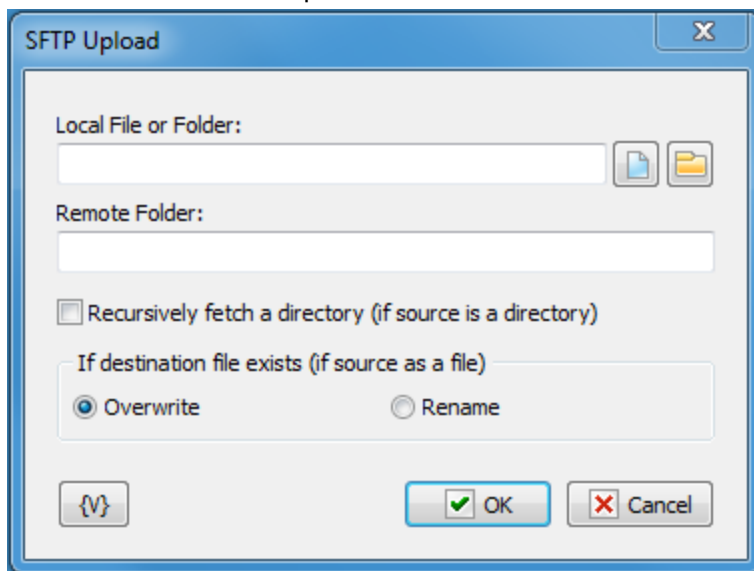 SFTP Upload
Local File or Folder:
Remote Folder:
Recursively fetch a directory (if source is a directory)
If destination file exists (if source as a file)
Overwrite Rename
{V} OK Cancel